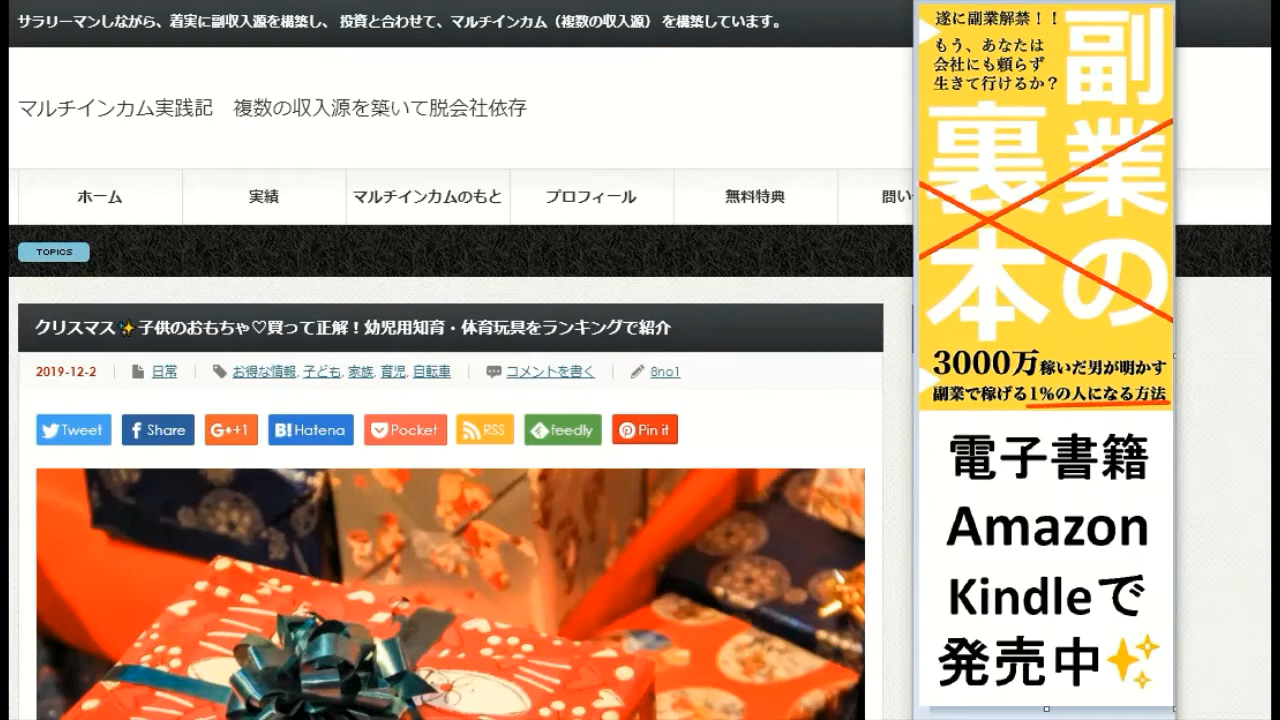 サラリーマンしながら、着実に副収入源を構築し、 投資と合わせて、マルチインカム（複数の収入源） を構築しています。
マルチインカム実践記　複数の収入源を築いて脱会社依存
ホーム
実績
マルチインカムのもと
プロフィール
無料特典
問い
TOPICS
クリスマス✨子供のおもちゃ♡買って正解！幼児用知育・体育玩具をランキングで紹介
2019-12-2
日常
お得な情報, 子ども, 家族, 育児, 自転車
コメントを書く
8no1
Tweet
Share
G+ +1
B! Hatena
Pocket
RSS
feedly
Pin it
遂に副業解禁！！
もう、あなたは
会社にも頼らず
生きて行けるか？
副業の
裏本
3000万稼いだ男が明かす
副業で稼げる1%の人になる方法
電子書籍
Amazon
Kindleで
発売中✨